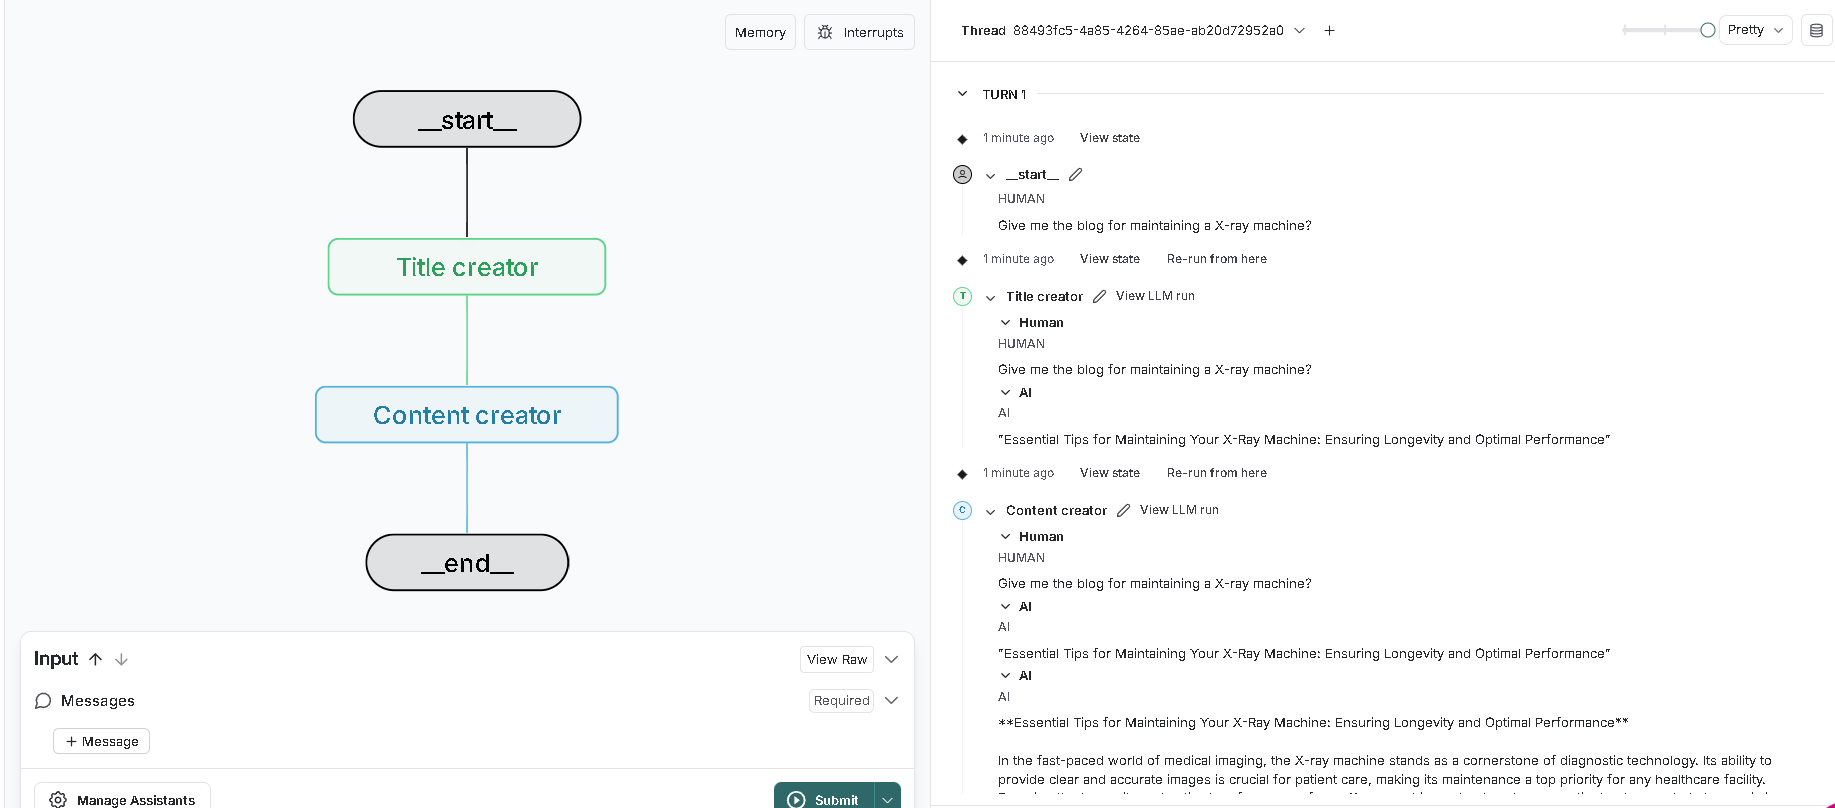 Memory
Interrupts
__start__
Title creator
Content creator
__end__
Input
View Raw
Messages
Required
+ Message
Manage Assistants
Submit
Thread 88493fc5-4a85-4264-85ae-ab20d72952a0
Pretty
TURN 1
1 minute ago View state
__start__
HUMAN
Give me the blog for maintaining a X-ray machine?
1 minute ago View state Re-run from here
T Title creator View LLM run
Human
HUMAN
Give me the blog for maintaining a X-ray machine?
AI
AI
"Essential Tips for Maintaining Your X-Ray Machine: Ensuring Longevity and Optimal Performance"
1 minute ago View state Re-run from here
C Content creator View LLM run
Human
HUMAN
Give me the blog for maintaining a X-ray machine?
AI
AI
"Essential Tips for Maintaining Your X-Ray Machine: Ensuring Longevity and Optimal Performance"
AI
AI
**Essential Tips for Maintaining Your X-Ray Machine: Ensuring Longevity and Optimal Performance**
In the fast-paced world of medical imaging, the X-ray machine stands as a cornerstone of diagnostic technology. Its ability to
provide clear and accurate images is crucial for patient care, making its maintenance a top priority for any healthcare facility.